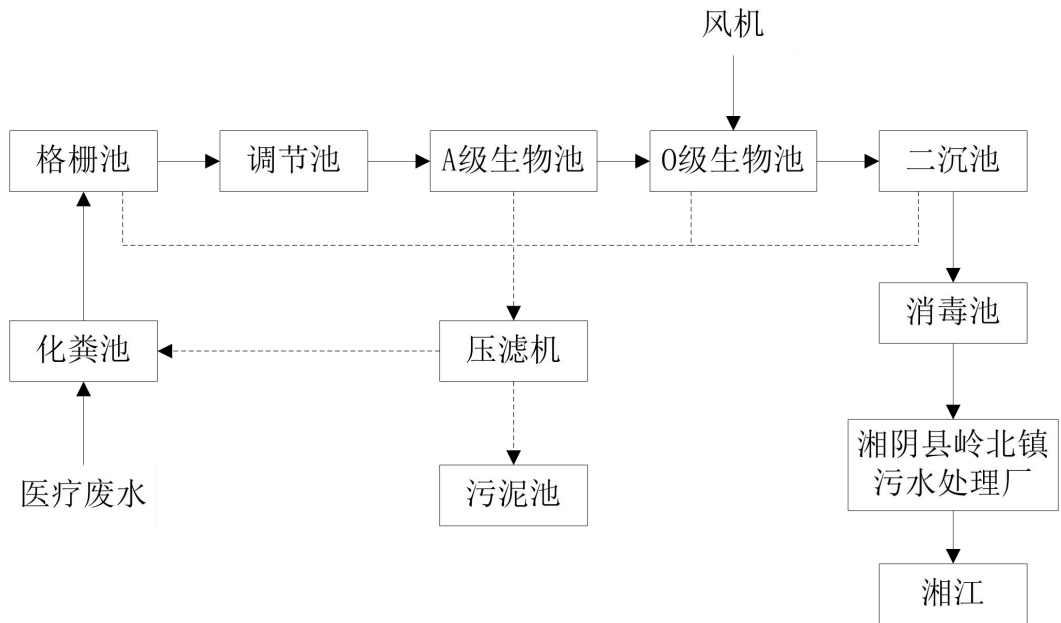 风机
格栅池
调节池
A级生物池
O级生物池
二沉池
消毒池
化粪池
压滤机
湘阴县岭北镇
污水处理厂
医疗废水
污泥池
湘江